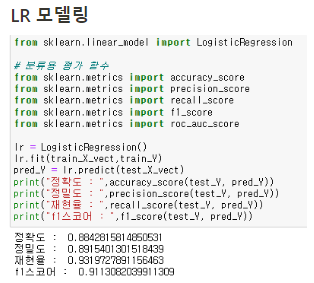 LR 모델링
from sklearn.linear_model import LogisticRegression
# 분류용 평가 함수
from sklearn.metrics import accuracy_score
from sklearn.metrics import precision_score
from sklearn.metrics import recall_score
from sklearn.metrics import f1_score
from sklearn.metrics import roc_auc_score
lr = LogisticRegression()
lr.fit(train_X_vect,train_Y)
pred_Y = lr.predict(test_X_vect)
print("정확도 : ",accuracy_score(test_Y, pred_Y))
print("정밀도 : ",precision_score(test_Y, pred_Y))
print("재현율 : ",recall_score(test_Y, pred_Y))
print("f1스코어 : ",f1_score(test_Y, pred_Y))
정확도 :  0.8842815814850531
정밀도 :  0.8915401301518439
재현율 :  0.9319727891156463
f1스코어 :  0.9113082039911309